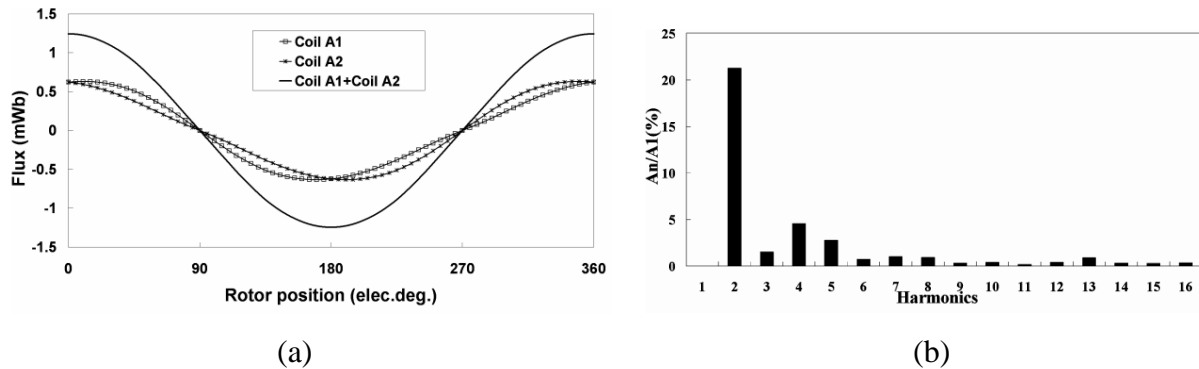 1.5
1
0.5
0
-0.5
-1
-1.5
Flux (mWb)
Coil A1
Coil A2
Coil A1+Coil A2
0 90 180 270 360
Rotor position (elec.deg.)
(a)
25
20
15
10
5
0
An/A1(%)
1 2 3 4 5 6 7 8 9 10 11 12 13 14 15 16
Harmonics
(b)